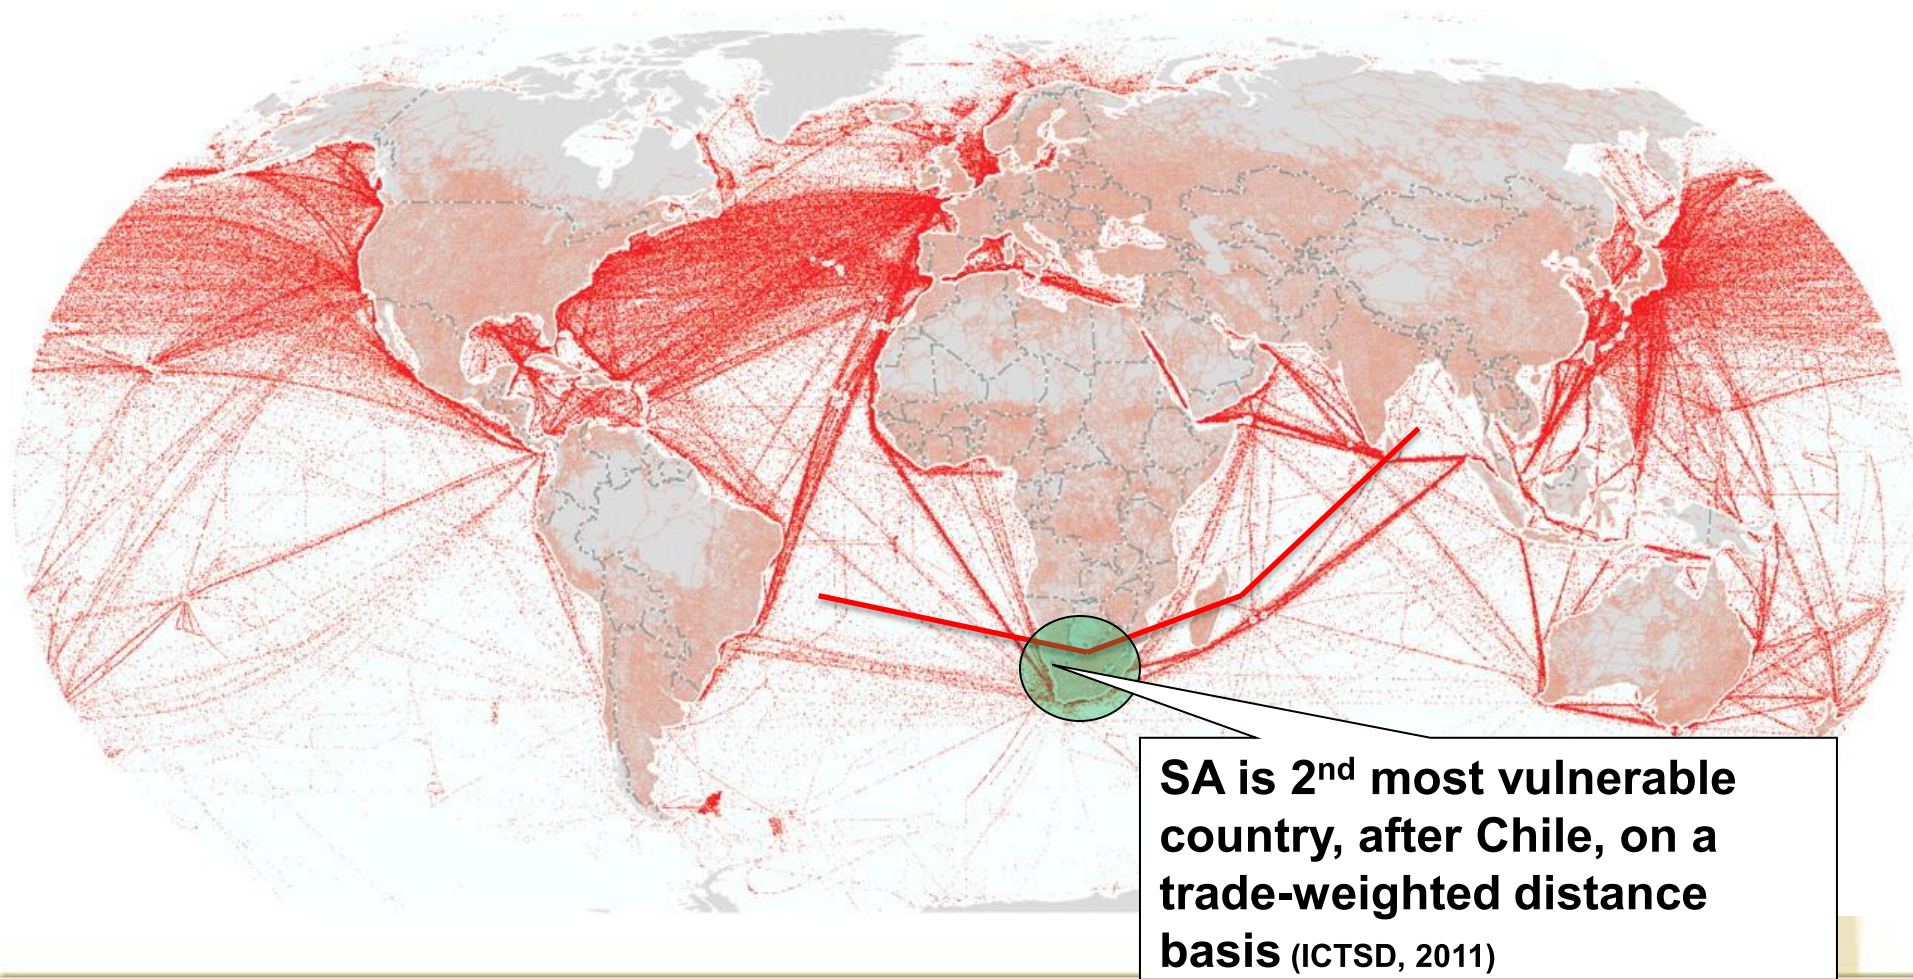 SA is 2nd most vulnerable
country, after Chile, on a
trade-weighted distance
basis (ICTSD, 2011)